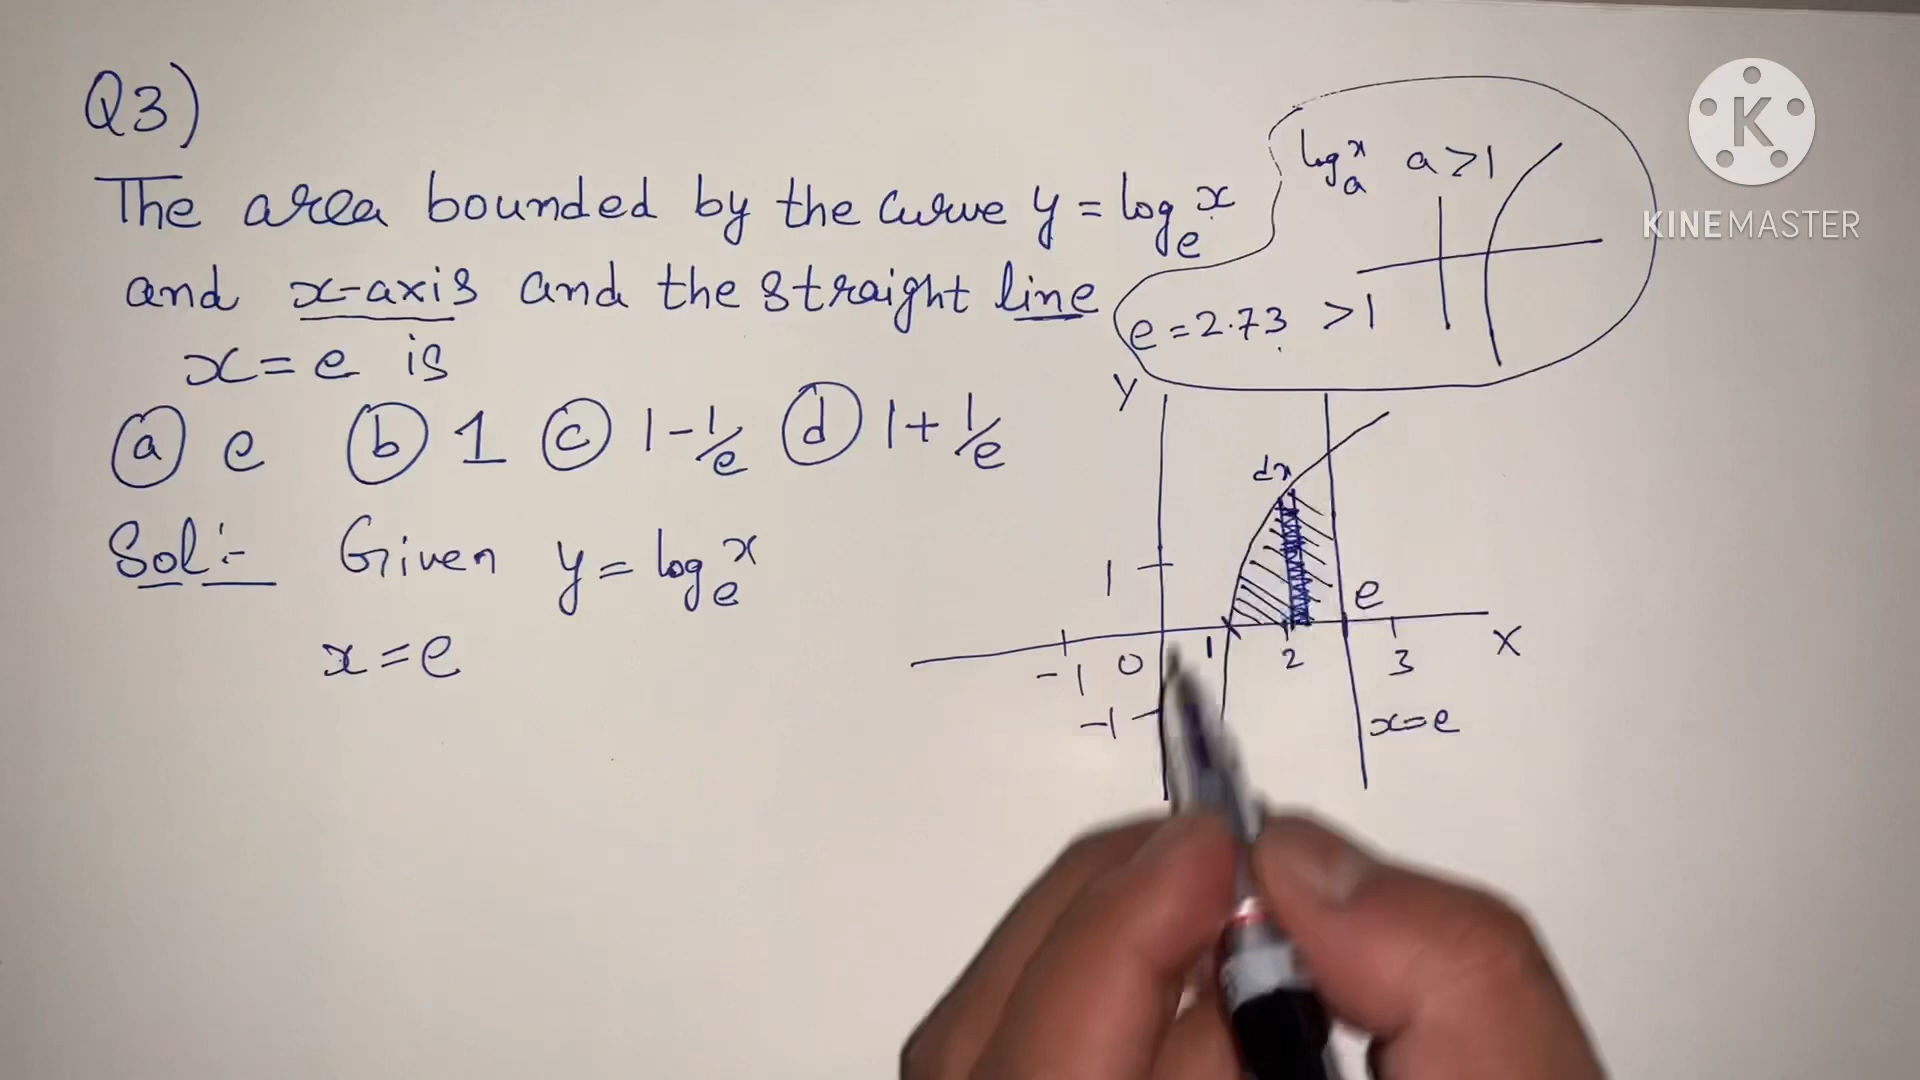 Q3)
The area bounded by the curve y = log_e x
and x-axis and the straight line
x = e is
ⓐ e ⓑ 1 ⓒ 1-1/e ⓓ 1+1/e
Sol:- Given y = log_e x
x = e
log_a x a>1
e = 2.73 >1
Y
dx
1
e
-1 0 1 2 3 X
-1
x=e
K
KINEMASTER